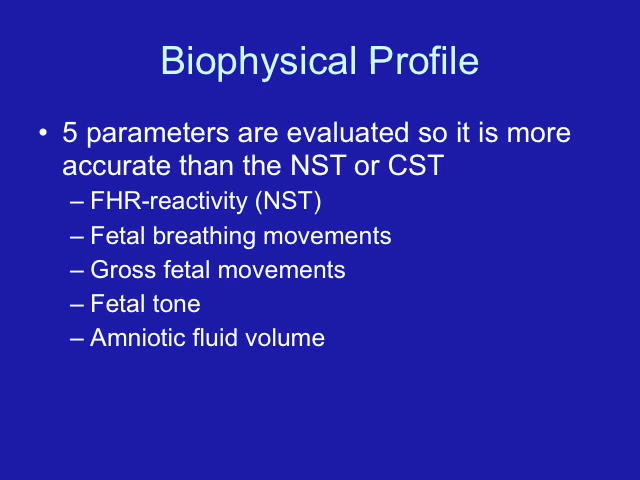 Biophysical Profile
• 5 parameters are evaluated so it is more
accurate than the NST or CST
– FHR-reactivity (NST)
– Fetal breathing movements
– Gross fetal movements
– Fetal tone
– Amniotic fluid volume